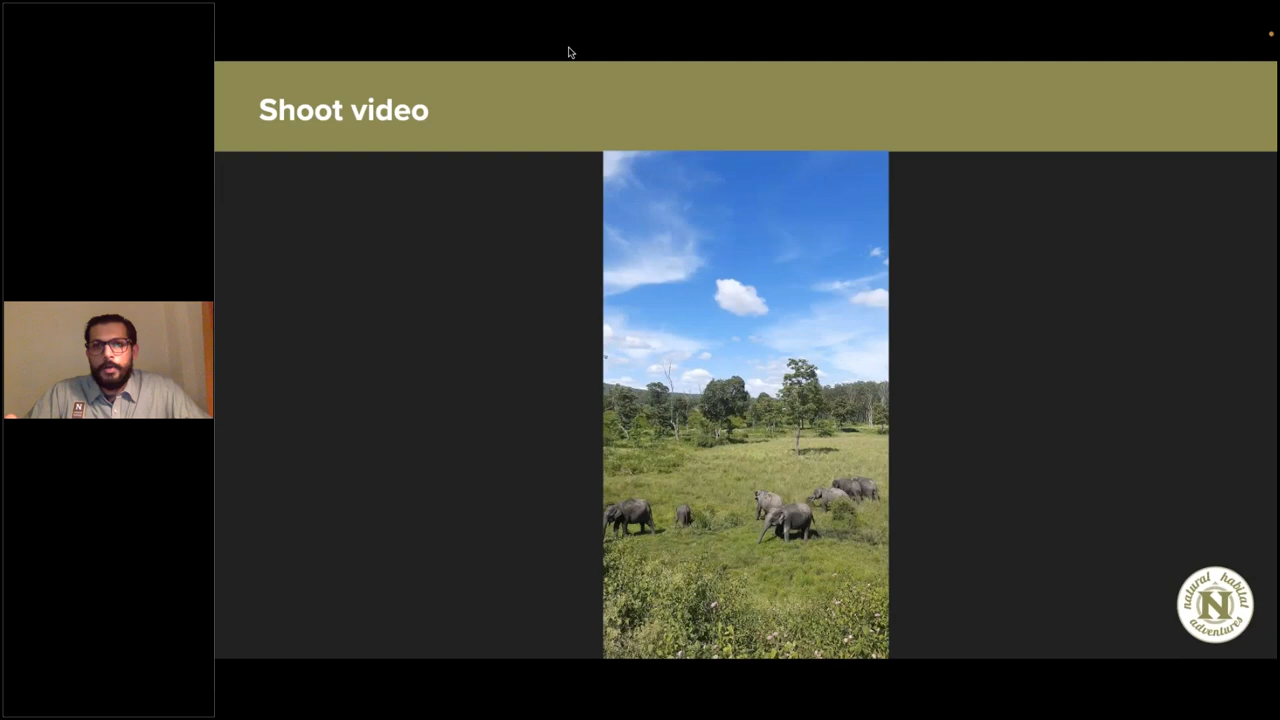 Shoot video
natural habitat
N
adventures
N